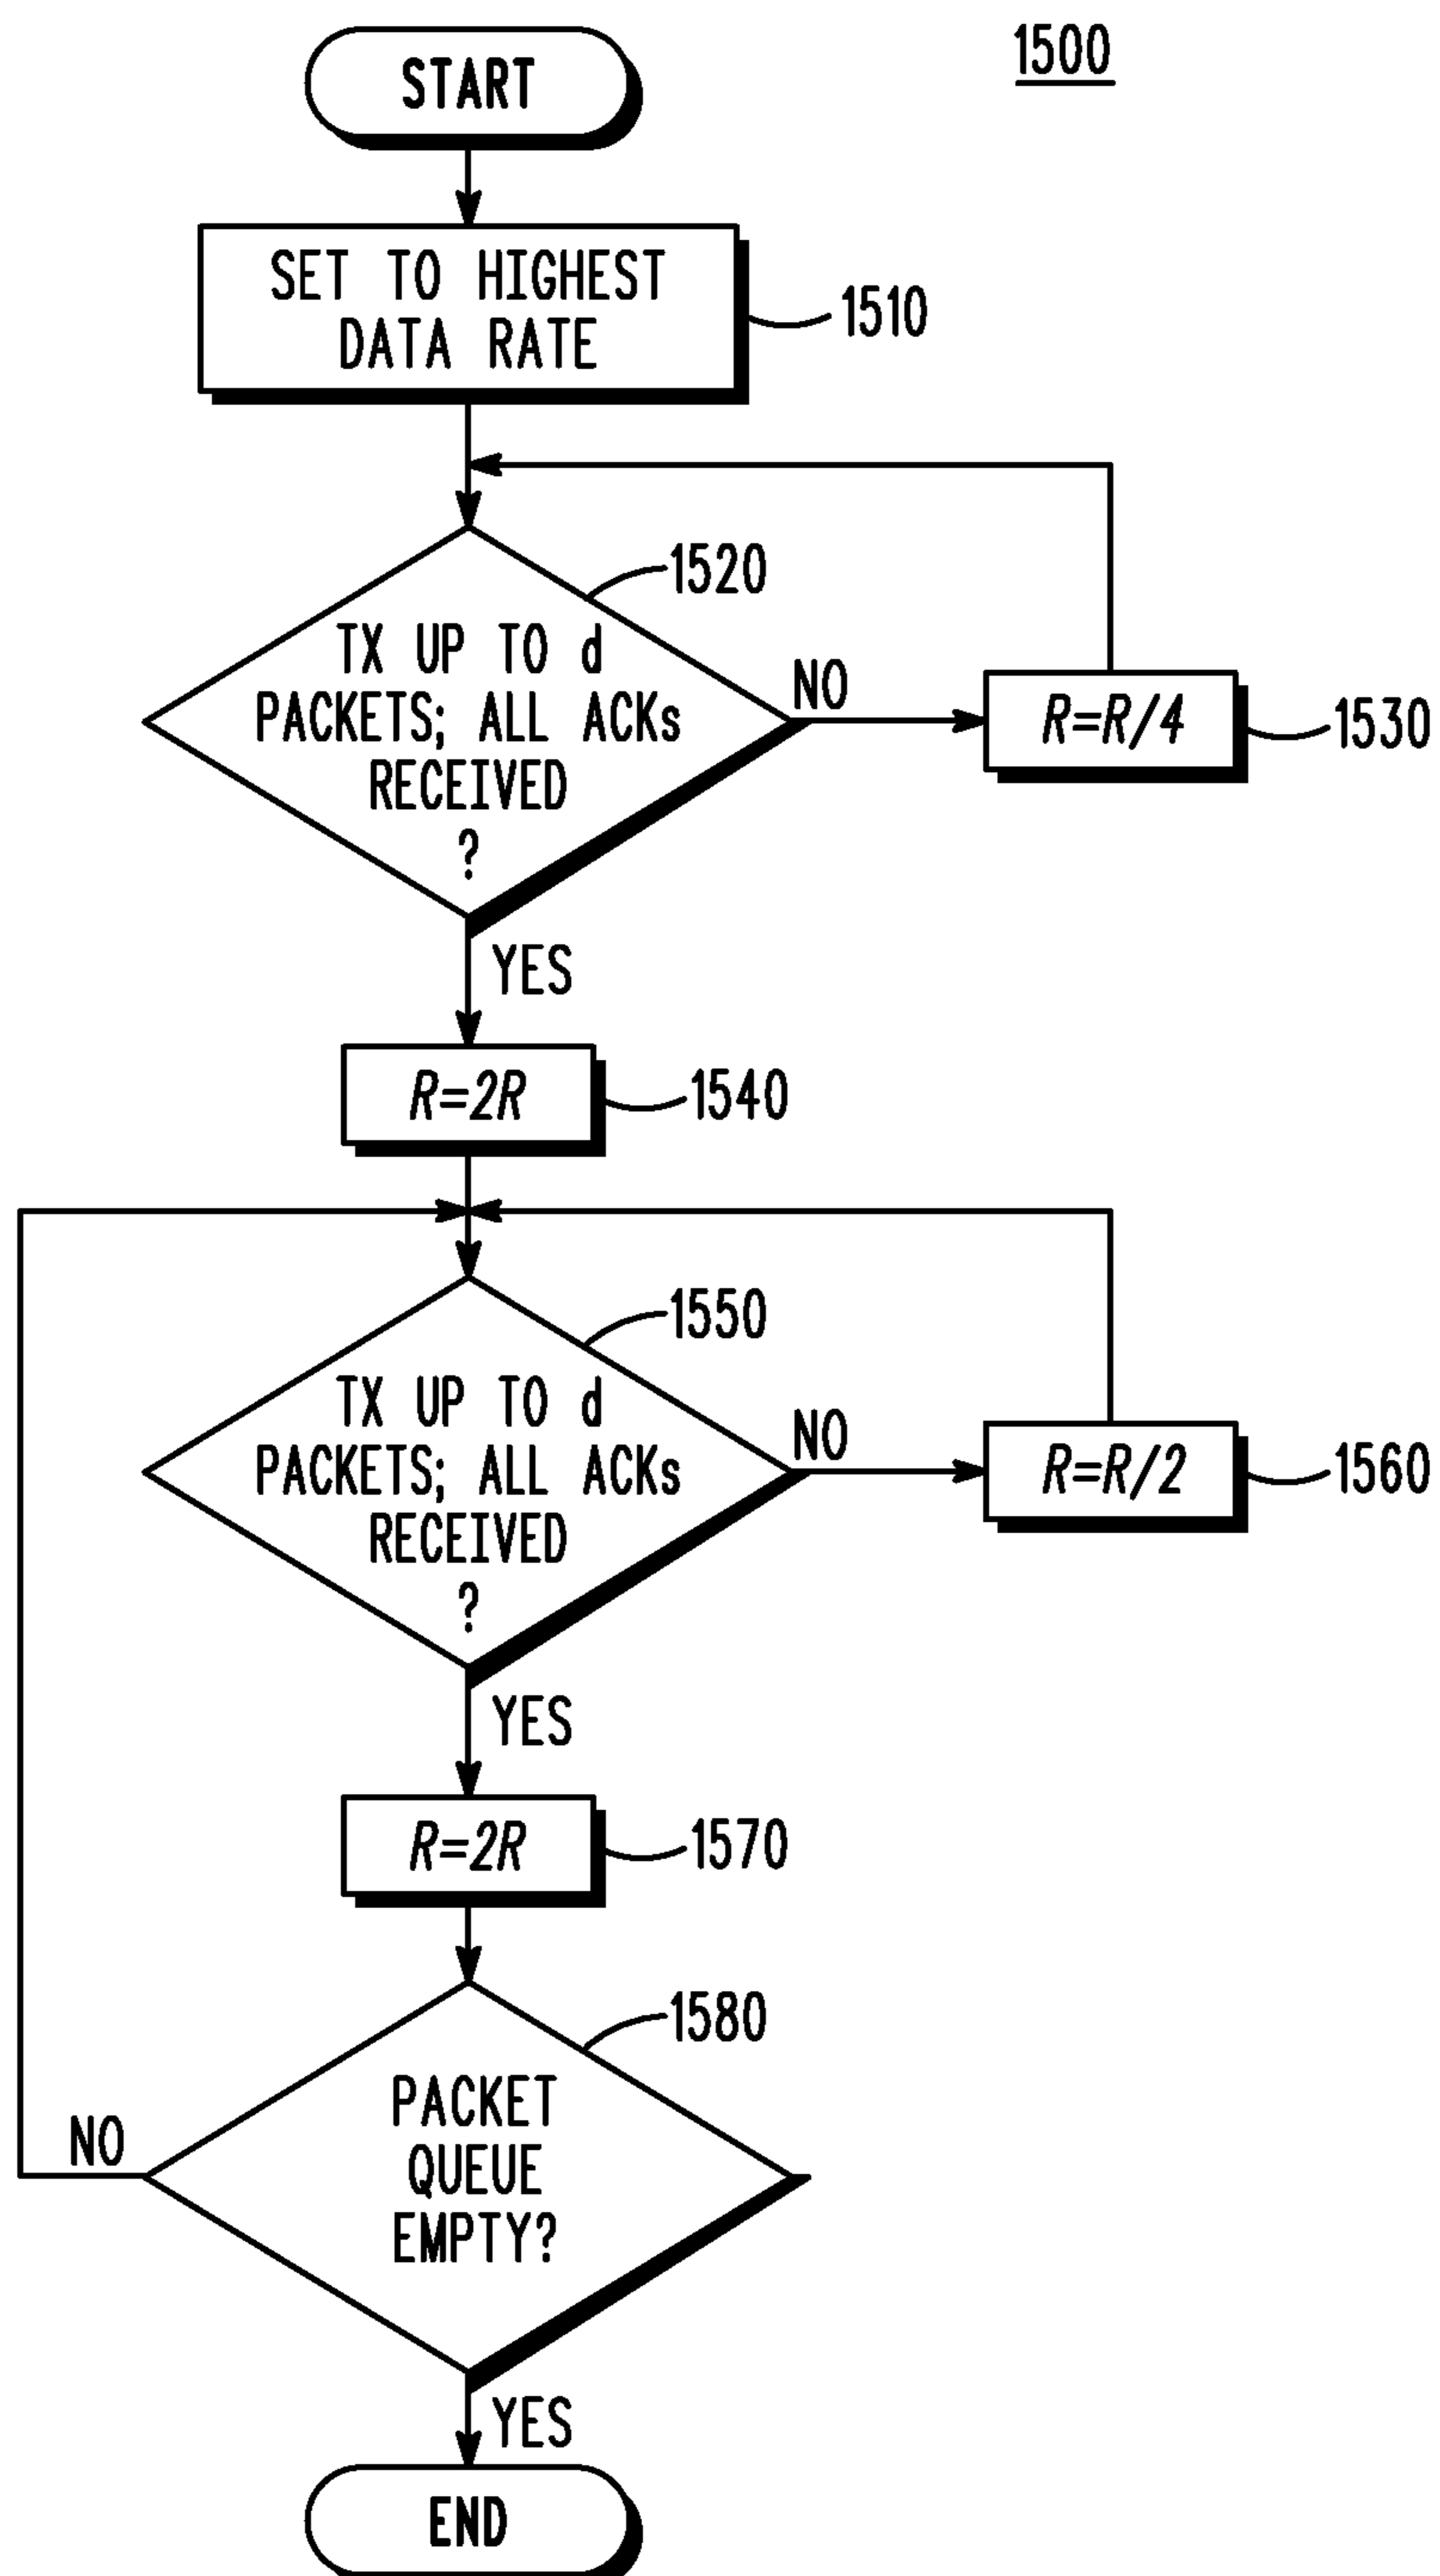 1500
START
SET TO HIGHEST
DATA RATE
1510
1520
TX UP TO d
PACKETS; ALL ACKs
RECEIVED
?
NO
R=R/4
1530
YES
R=2R
1540
1550
TX UP TO d
PACKETS; ALL ACKs
RECEIVED
?
NO
R=R/2
1560
YES
R=2R
1570
1580
PACKET
QUEUE
EMPTY?
NO
YES
END